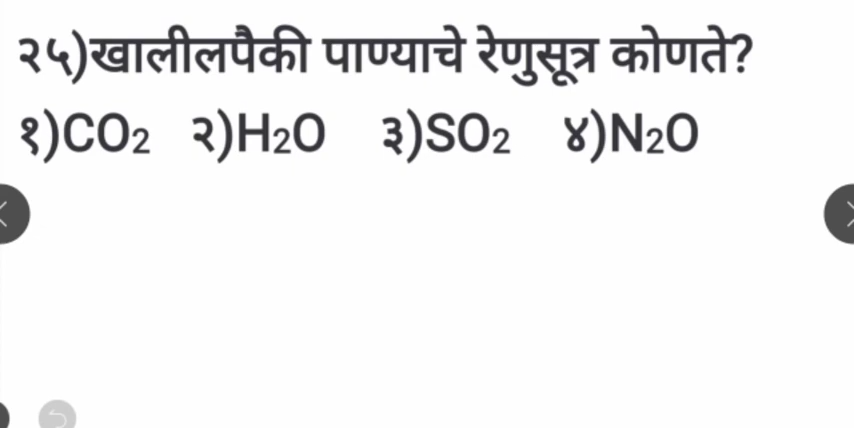 २५)खालीलपैकी पाण्याचे रेणुसूत्र कोणते?
१)CO₂ २)H₂O ३)SO₂ ४)N₂O